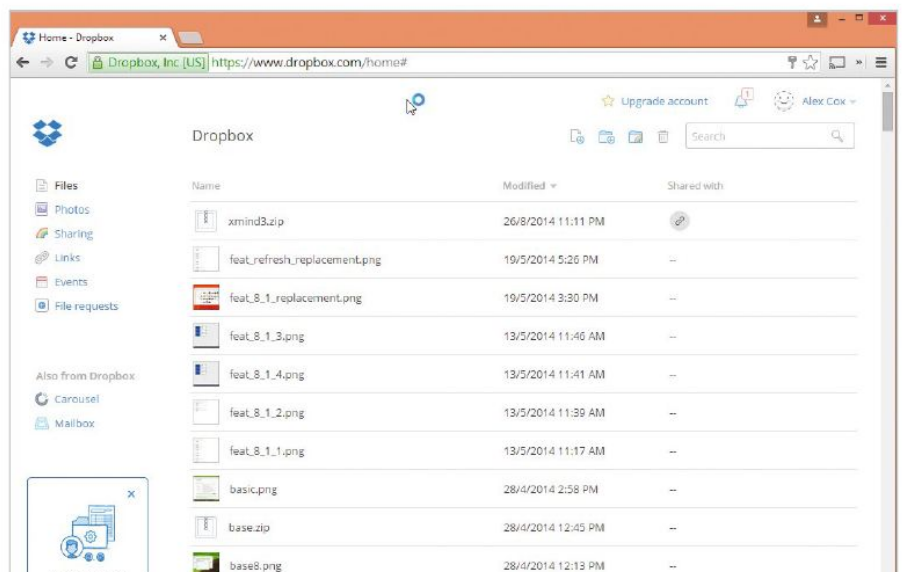 Home - Dropbox
Dropbox, Inc [US] https://www.dropbox.com/home#
Upgrade account 1 Alex Cox
Dropbox
Search
Files
Photos
Sharing
Links
Events
File requests
Also from Dropbox
Carousel
Mailbox
Name Modified Shared with
xmind3.zip 26/8/2014 11:11 PM
feat_refresh_replacement.png 19/5/2014 5:26 PM --
feat_8_1_replacement.png 19/5/2014 3:30 PM --
feat_8_1_3.png 13/5/2014 11:46 AM --
feat_8_1_4.png 13/5/2014 11:41 AM --
feat_8_1_2.png 13/5/2014 11:39 AM --
feat_8_1_1.png 13/5/2014 11:17 AM --
basic.png 28/4/2014 2:58 PM --
base.zip 28/4/2014 12:45 PM --
base8.png 28/4/2014 12:13 PM --